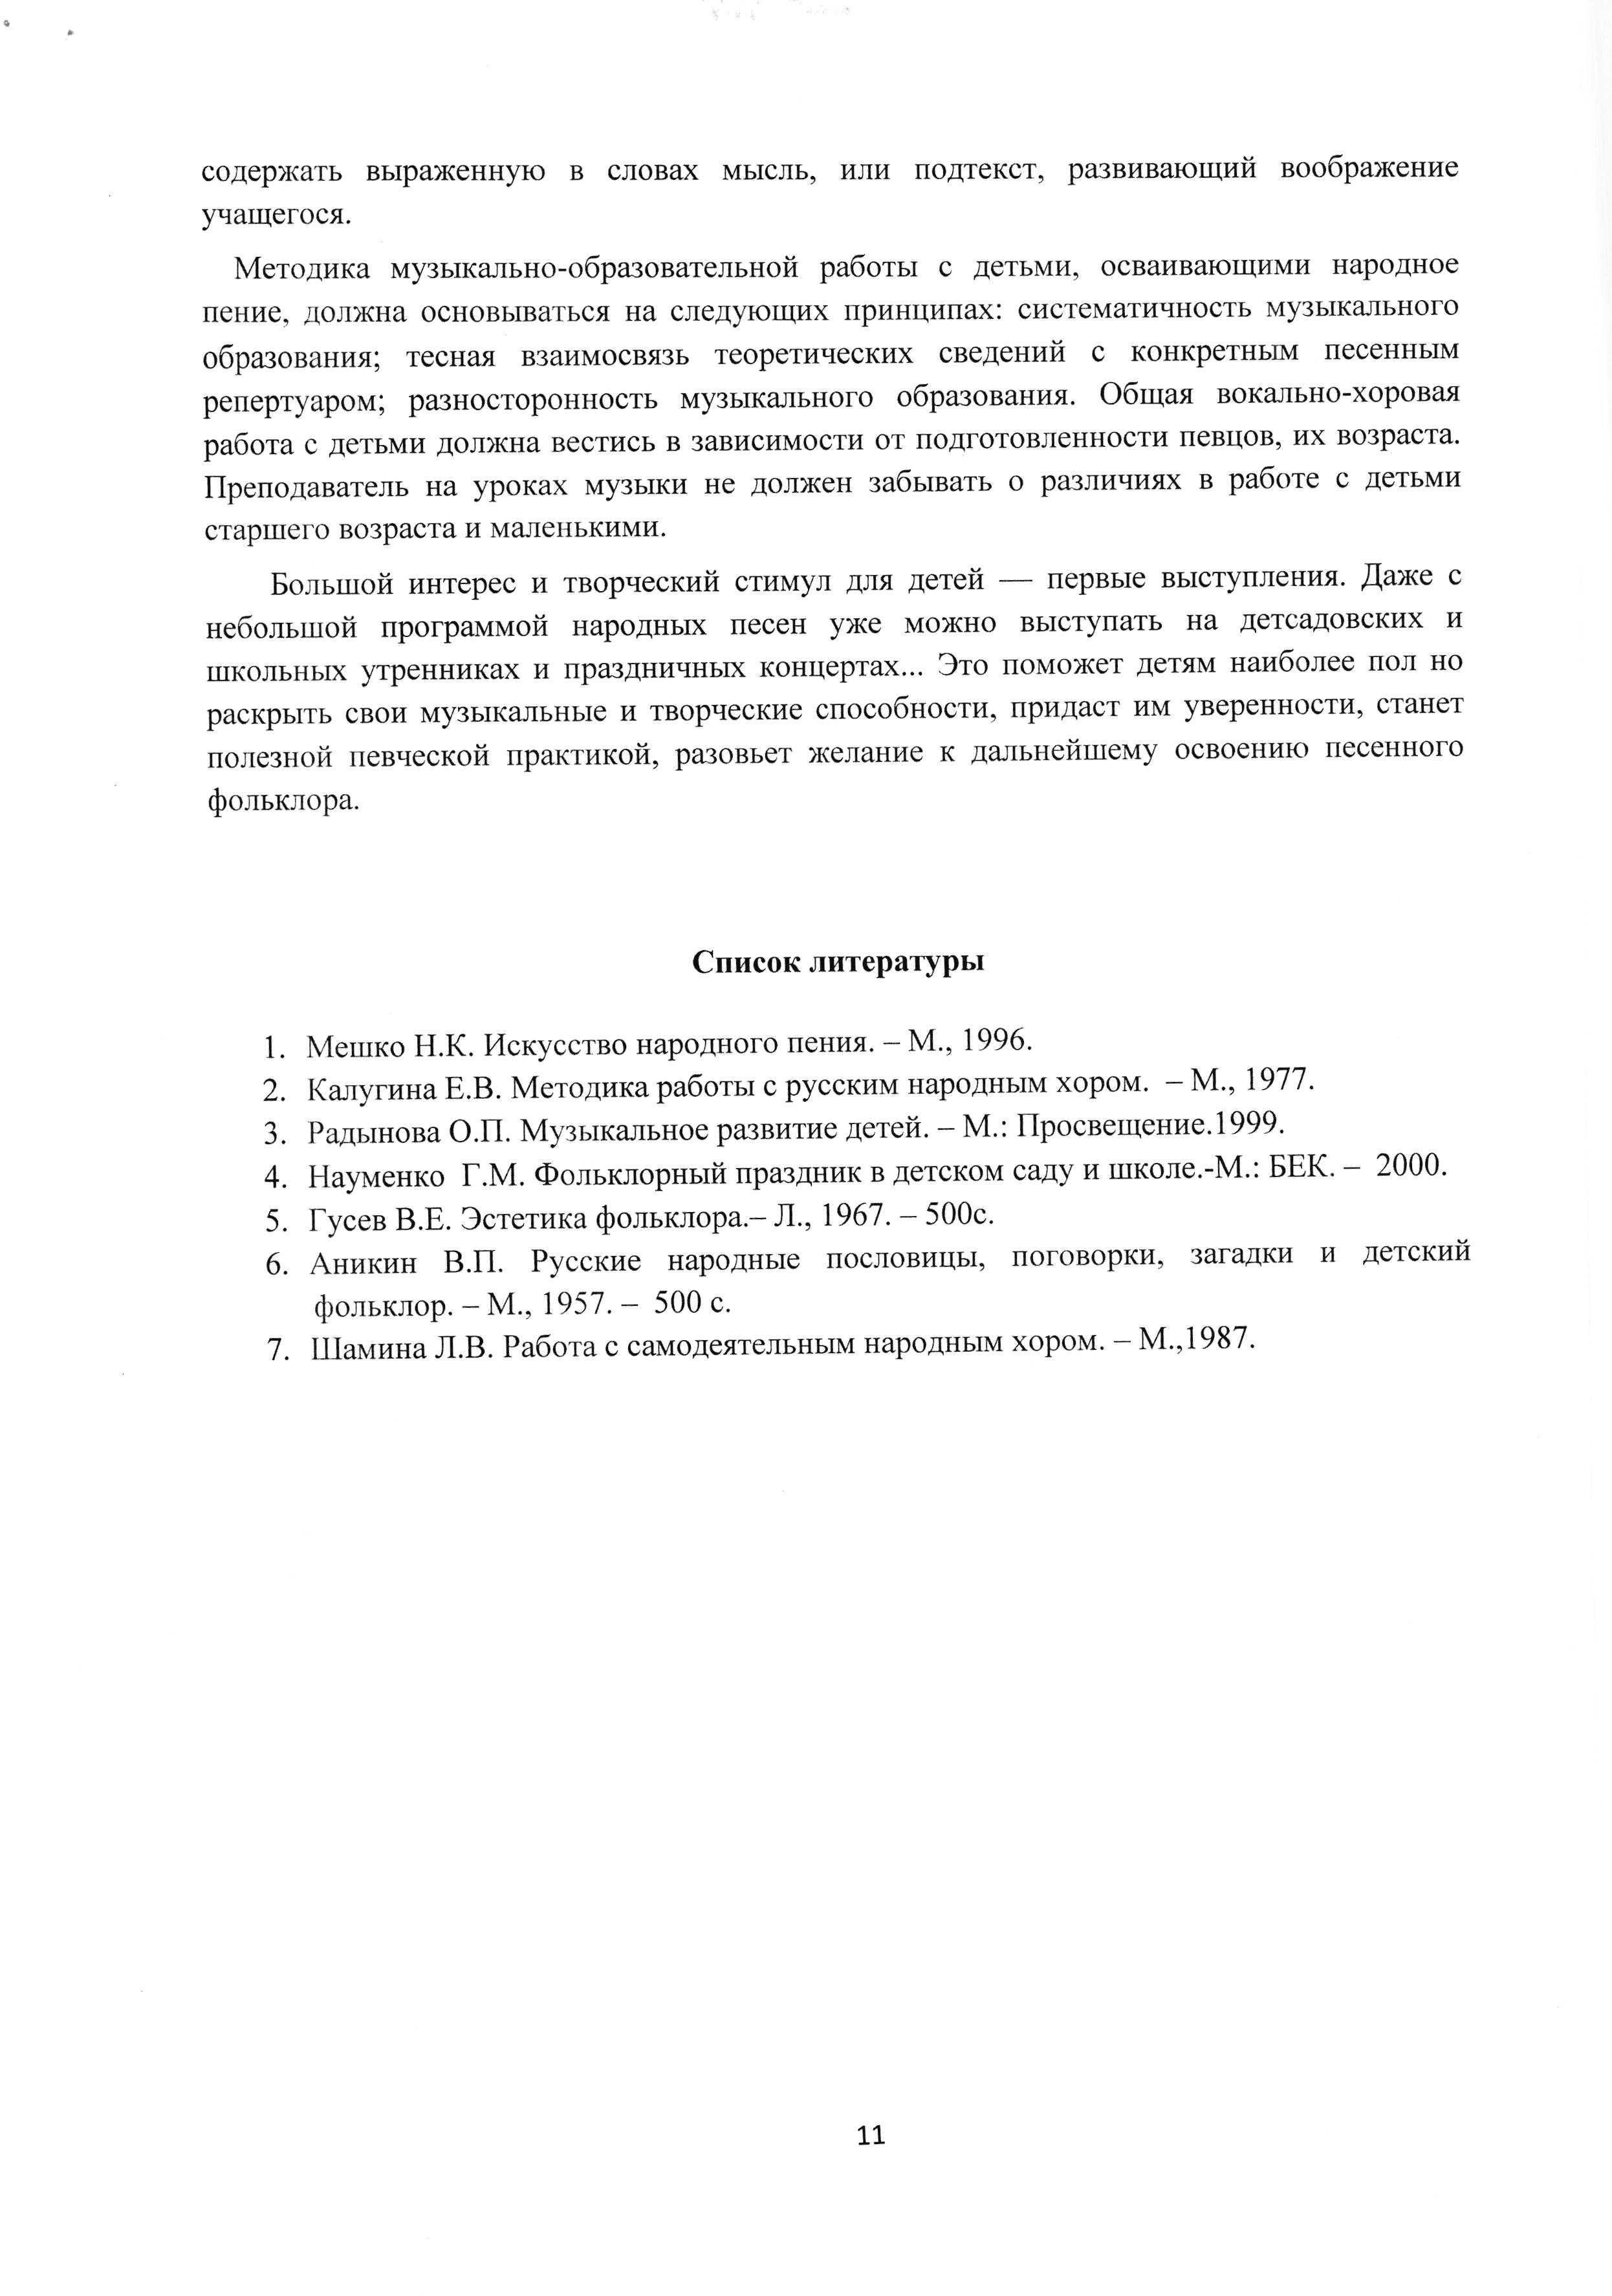 содержать выраженную в словах мысль, или подтекст, развивающий воображение
учащегося.
Методика музыкально-образовательной работы с детьми, осваивающими народное
пение, должна основываться на следующих принципах: систематичность музыкального
образования; тесная взаимосвязь теоретических сведений с конкретным песенным
репертуаром; разносторонность музыкального образования. Общая вокально-хоровая
работа с детьми должна вестись в зависимости от подготовленности певцов, их возраста.
Преподаватель на уроках музыки не должен забывать о различиях в работе с детьми
старшего возраста и маленькими.
Большой интерес и творческий стимул для детей — первые выступления. Даже с
небольшой программой народных песен уже можно выступать на детсадовских и
школьных утренниках и праздничных концертах... Это поможет детям наиболее пол но
раскрыть свои музыкальные и творческие способности, придаст им уверенности, станет
полезной певческой практикой, разовьет желание к дальнейшему освоению песенного
фольклора.
Список литературы
1. Мешко Н.К. Искусство народного пения. – М., 1996.
2. Калугина Е.В. Методика работы с русским народным хором. – М., 1977.
3. Радынова О.П. Музыкальное развитие детей. – М.: Просвещение.1999.
4. Науменко Г.М. Фольклорный праздник в детском саду и школе.-М.: БЕК. – 2000.
5. Гусев В.Е. Эстетика фольклора.– Л., 1967. – 500с.
6. Аникин В.П. Русские народные пословицы, поговорки, загадки и детский
фольклор. – М., 1957. – 500 с.
7. Шамина Л.В. Работа с самодеятельным народным хором. – М.,1987.
11